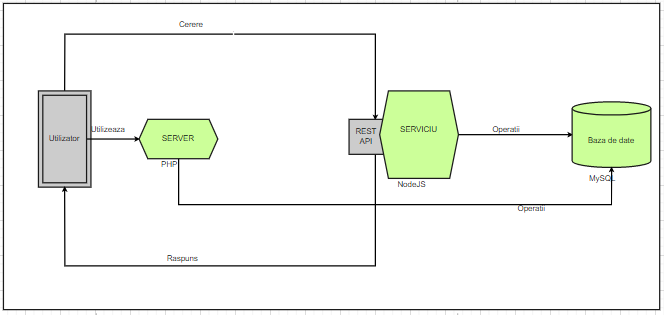 Cerere
Utilizator
Utilizeaza
SERVER
PHP
REST
API
SERVICIU
NodeJS
Operatii
Baza de date
MySQL
Operatii
Raspuns